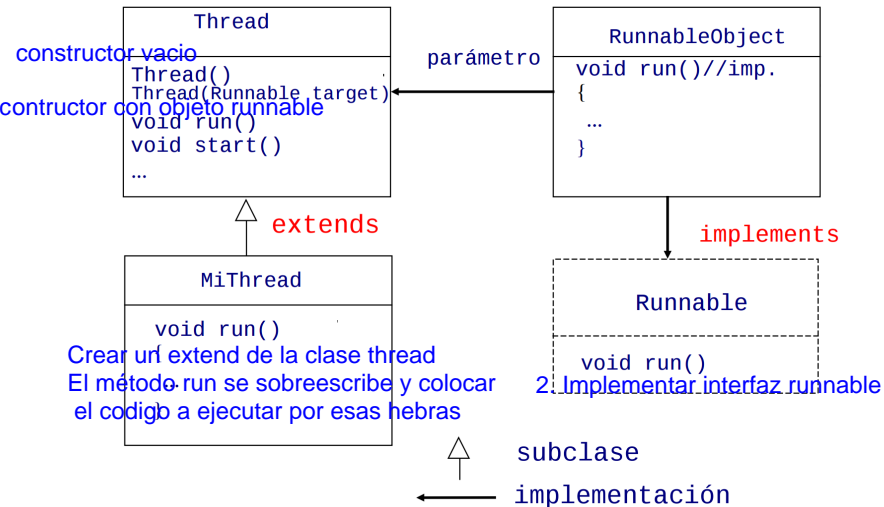 Thread
constructor vacio
Thread()
Thread(Runnable target)
contructor con objeto runnable
void run()
void start()
...
parámetro
RunnableObject
void run()//imp.
{
...
}
extends
implements
MiThread
void run()
{
Crear un extend de la clase thread
...
El método run se sobreescribe y colocar
el codigo a ejecutar por esas hebras
}
Runnable
void run()
2. Implementar interfaz runnable
subclase
implementación